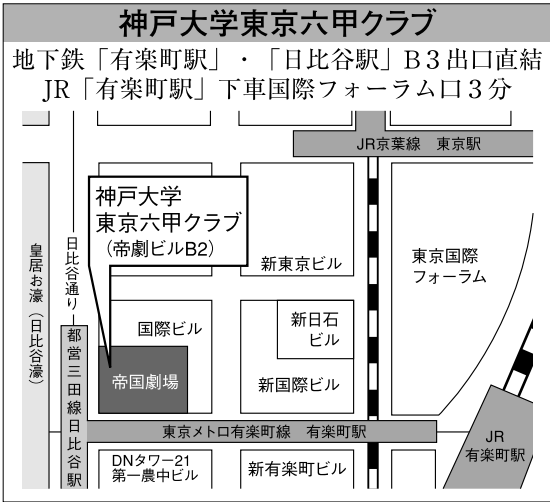 神戸大学東京六甲クラブ
地下鉄「有楽町駅」・「日比谷駅」B3出口直結
JR「有楽町駅」下車国際フォーラム口3分
JR京葉線　東京駅
神戸大学
東京六甲クラブ
(帝劇ビルB2)
皇居お濠（日比谷濠）
日比谷通り
都営三田線日比谷駅
新東京ビル
東京国際
フォーラム
国際ビル
新日石
ビル
帝国劇場
新国際ビル
東京メトロ有楽町線　有楽町駅
JR
有楽町駅
DNタワー21
第一農中ビル
新有楽町ビル